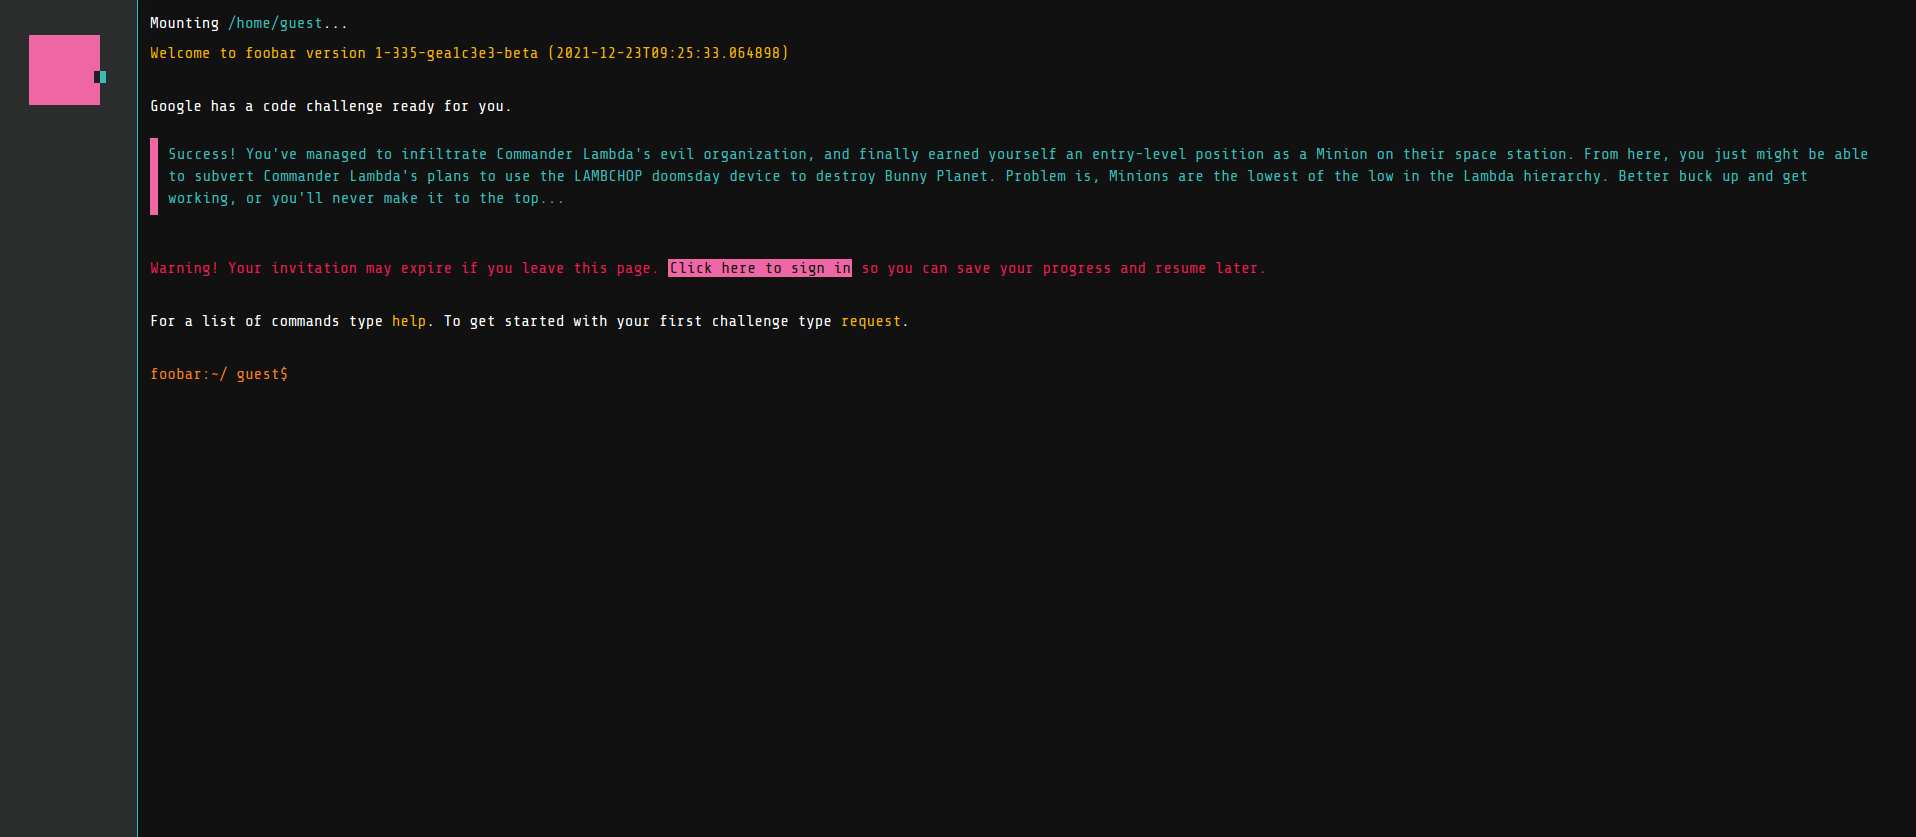 Mounting /home/guest...
Welcome to foobar version 1-335-gea1c3e3-beta (2021-12-23T09:25:33.064898)
Google has a code challenge ready for you.
Success! You've managed to infiltrate Commander Lambda's evil organization, and finally earned yourself an entry-level position as a Minion on their space station. From here, you just might be able
to subvert Commander Lambda's plans to use the LAMBCHOP doomsday device to destroy Bunny Planet. Problem is, Minions are the lowest of the low in the Lambda hierarchy. Better buck up and get
working, or you'll never make it to the top...
Warning! Your invitation may expire if you leave this page. Click here to sign in so you can save your progress and resume later.
For a list of commands type help. To get started with your first challenge type request.
foobar:~/ guest$